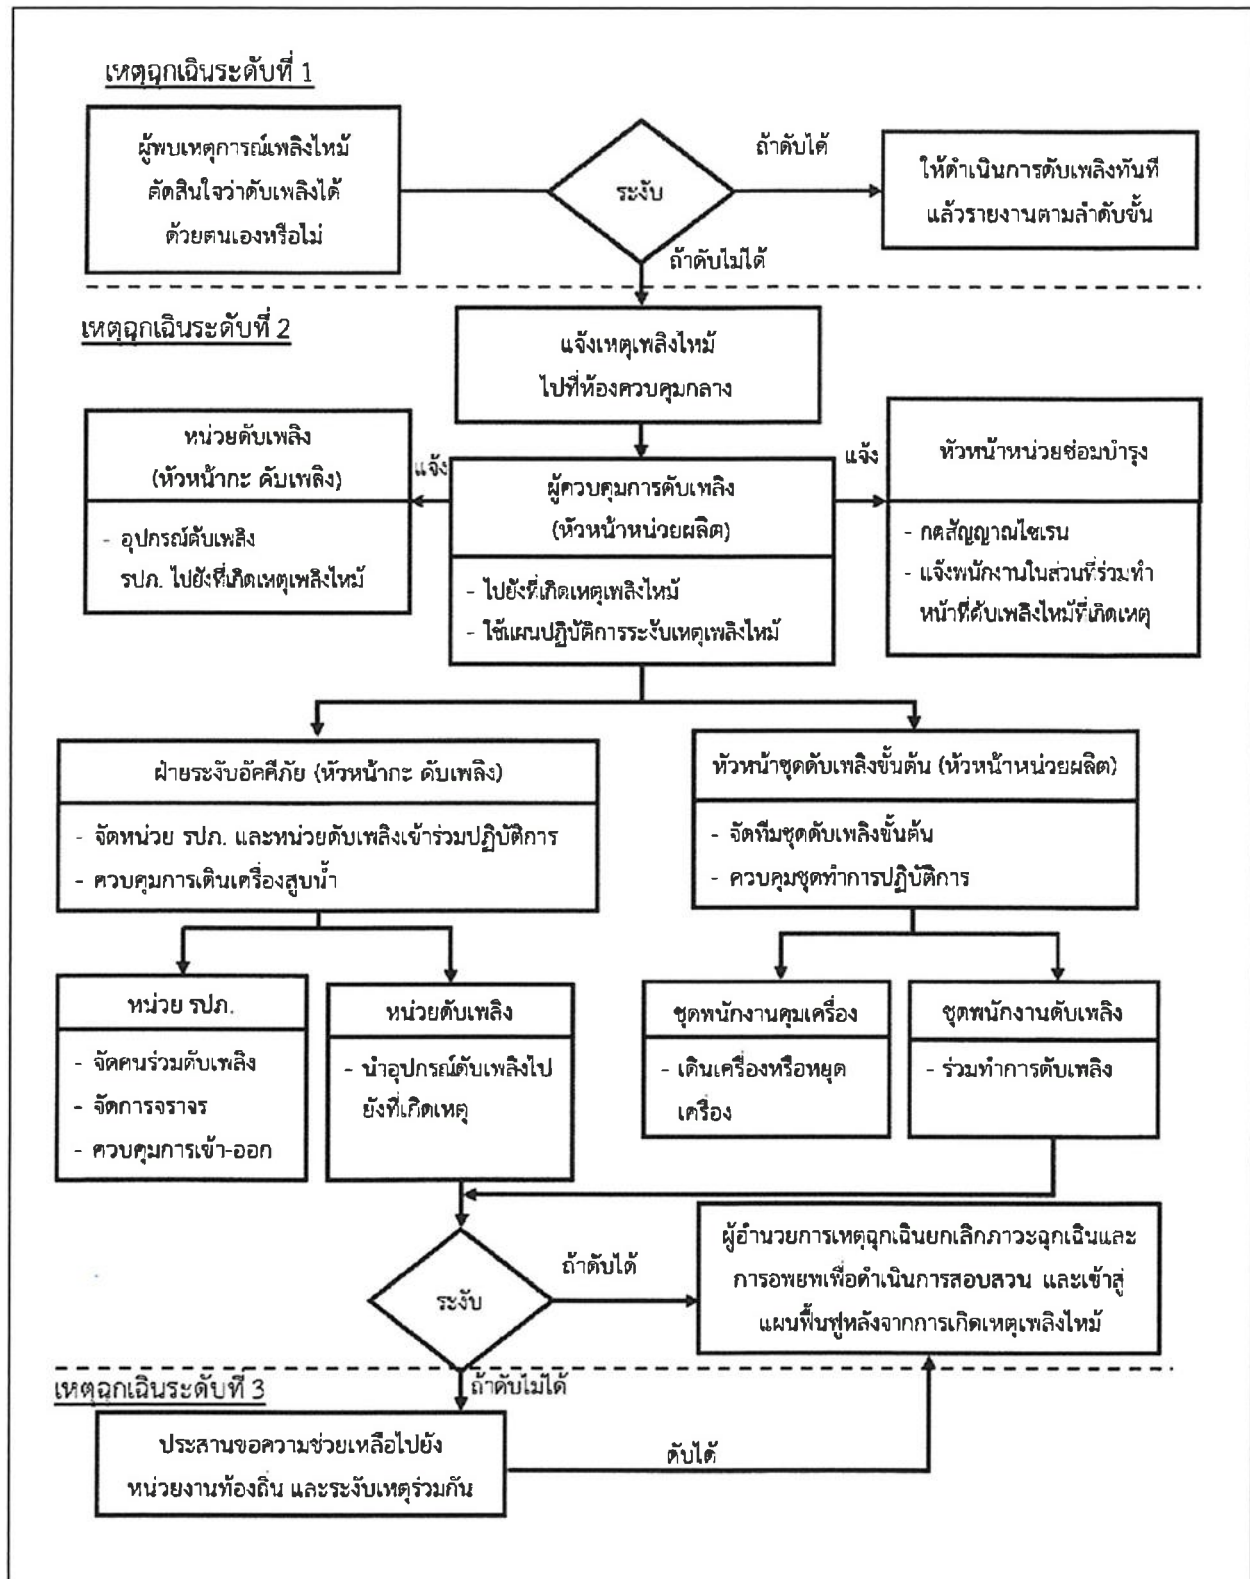 เหตุฉุกเฉินระดับที่ 1
ผู้พบเหตุการณ์เพลิงไหม้
ตัดสินใจว่าดับเพลิงได้
ด้วยตนเองหรือไม่
ระงับ
ถ้าดับได้
ให้ดำเนินการดับเพลิงทันที
แล้วรายงานตามลำดับขั้น
ถ้าดับไม่ได้
เหตุฉุกเฉินระดับที่ 2
แจ้งเหตุเพลิงไหม้
ไปที่ห้องควบคุมกลาง
หน่วยดับเพลิง
(หัวหน้ากะ ดับเพลิง)
- อุปกรณ์ดับเพลิง
รปภ. ไปยังที่เกิดเหตุเพลิงไหม้
แจ้ง
ผู้ควบคุมการดับเพลิง
(หัวหน้าหน่วยผลิต)
- ไปยังที่เกิดเหตุเพลิงไหม้
- ใช้แผนปฏิบัติการระงับเหตุเพลิงไหม้
แจ้ง
หัวหน้าหน่วยซ่อมบำรุง
- กดสัญญาณไซเรน
- แจ้งพนักงานในส่วนที่ร่วมทำ
หน้าที่ดับเพลิงไหม้ที่เกิดเหตุ
ฝ่ายระงับอัคคีภัย (หัวหน้ากะ ดับเพลิง)
- จัดหน่วย รปภ. และหน่วยดับเพลิงเข้าร่วมปฏิบัติการ
- ควบคุมการเดินเครื่องสูบน้ำ
หัวหน้าชุดดับเพลิงขั้นต้น (หัวหน้าหน่วยผลิต)
- จัดทีมชุดดับเพลิงขั้นต้น
- ควบคุมชุดทำการปฏิบัติการ
หน่วย รปภ.
- จัดคนร่วมดับเพลิง
- จัดการจราจร
- ควบคุมการเข้า-ออก
หน่วยดับเพลิง
- นำอุปกรณ์ดับเพลิงไป
ยังที่เกิดเหตุ
ชุดพนักงานคุมเครื่อง
- เดินเครื่องหรือหยุด
เครื่อง
ชุดพนักงานดับเพลิง
- ร่วมทำการดับเพลิง
ระงับ
ถ้าดับได้
ผู้อำนวยการเหตุฉุกเฉินยกเลิกภาวะฉุกเฉินและ
การอพยพเพื่อดำเนินการสอบสวน และเข้าสู่
แผนฟื้นฟูหลังจากการเกิดเหตุเพลิงไหม้
เหตุฉุกเฉินระดับที่ 3
ถ้าดับไม่ได้
ประสานขอความช่วยเหลือไปยัง
หน่วยงานท้องถิ่น และระงับเหตุร่วมกัน
ดับได้